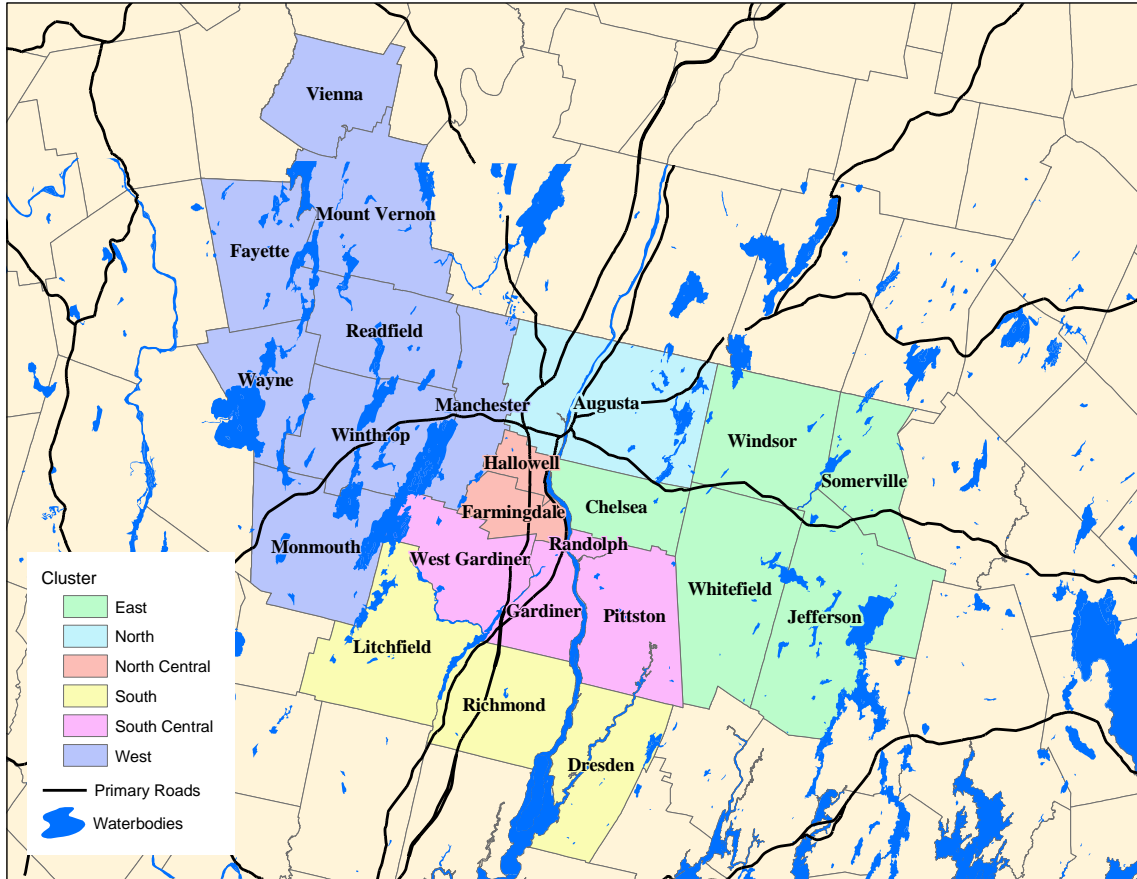 Vienna
Mount Vernon
Fayette
Readfield
Wayne
Manchester
Augusta
Winthrop
Windsor
Hallowell
Somerville
Chelsea
Farmingdale
Monmouth
Randolph
West Gardiner
Whitefield
Gardiner
Pittston
Jefferson
Litchfield
Richmond
Dresden
Cluster
East
North
North Central
South
South Central
West
Primary Roads
Waterbodies